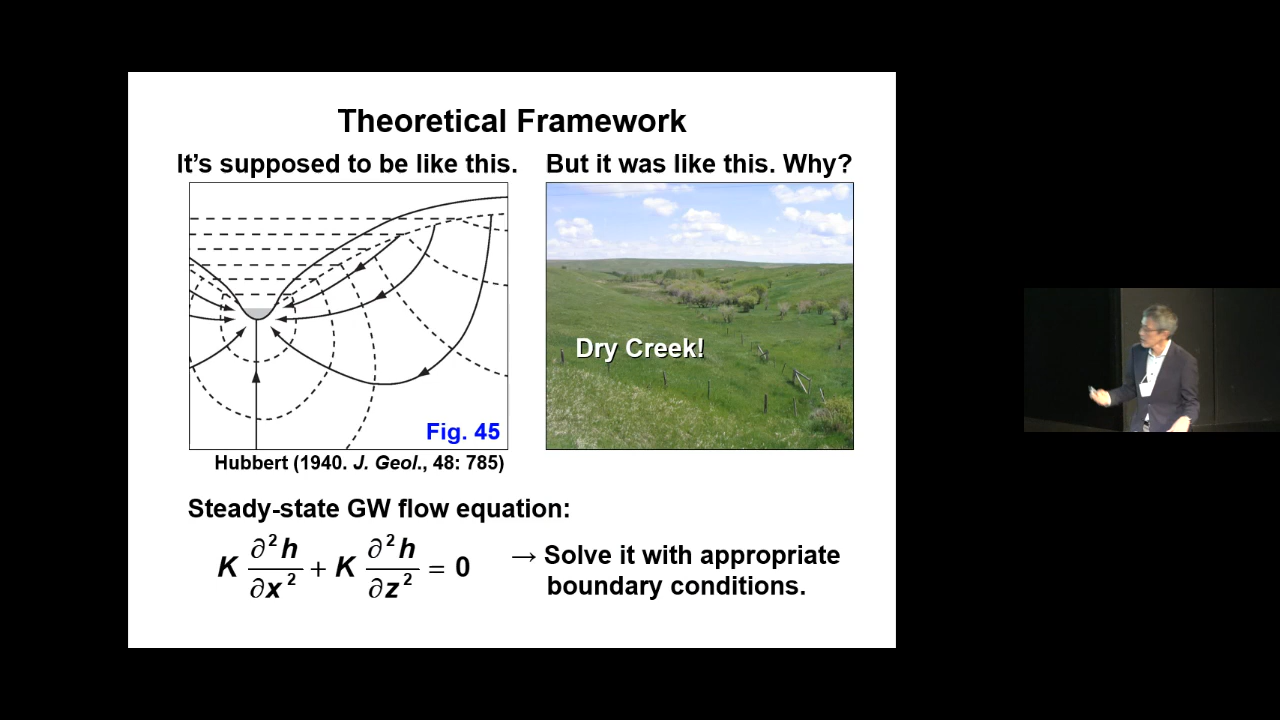 Theoretical Framework
It's supposed to be like this.
But it was like this. Why?
Fig. 45
Dry Creek!
Hubbert (1940. J. Geol., 48: 785)
Steady-state GW flow equation:
K ∂²h/∂x² + K ∂²h/∂z² = 0
→ Solve it with appropriate
boundary conditions.